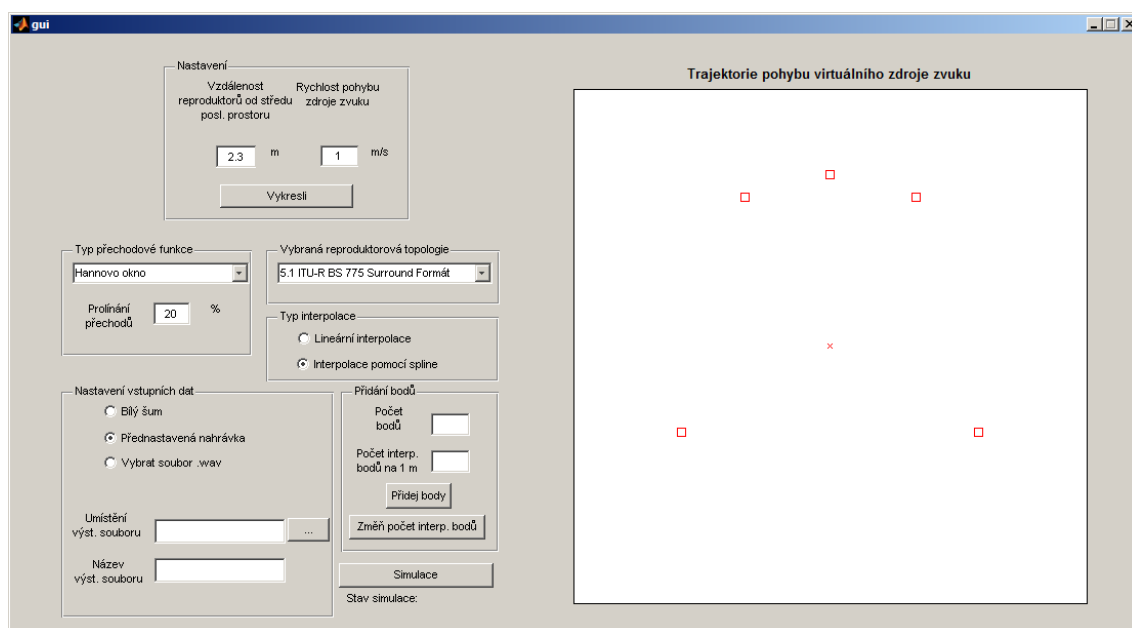 gui
Nastavení
Vzdálenost
reproduktorů od středu
posl. prostoru
Rychlost pohybu
zdroje zvuku
2.3 m
1 m/s
Vykresli
Typ přechodové funkce
Hannovo okno
Prolínání
přechodů
20 %
Vybraná reproduktorová topologie
5.1 ITU-R BS 775 Surround Formát
Typ interpolace
Lineární interpolace
Interpolace pomocí spline
Nastavení vstupních dat
Bílý šum
Přednastavená nahrávka
Vybrat soubor .wav
Umístění
výst. souboru
...
Název
výst. souboru
Přidání bodů
Počet
bodů
Počet interp.
bodů na 1 m
Přidej body
Změň počet interp. bodů
Simulace
Stav simulace:
Trajektorie pohybu virtuálního zdroje zvuku